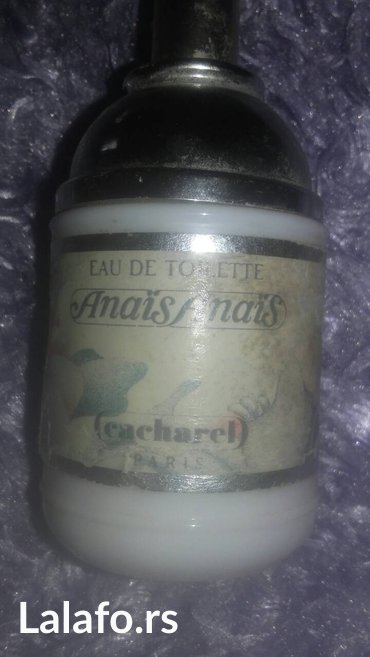 EAU DE TOILETTE
Anaïs Anaïs
cacharel
PARIS
Lalafo.rs